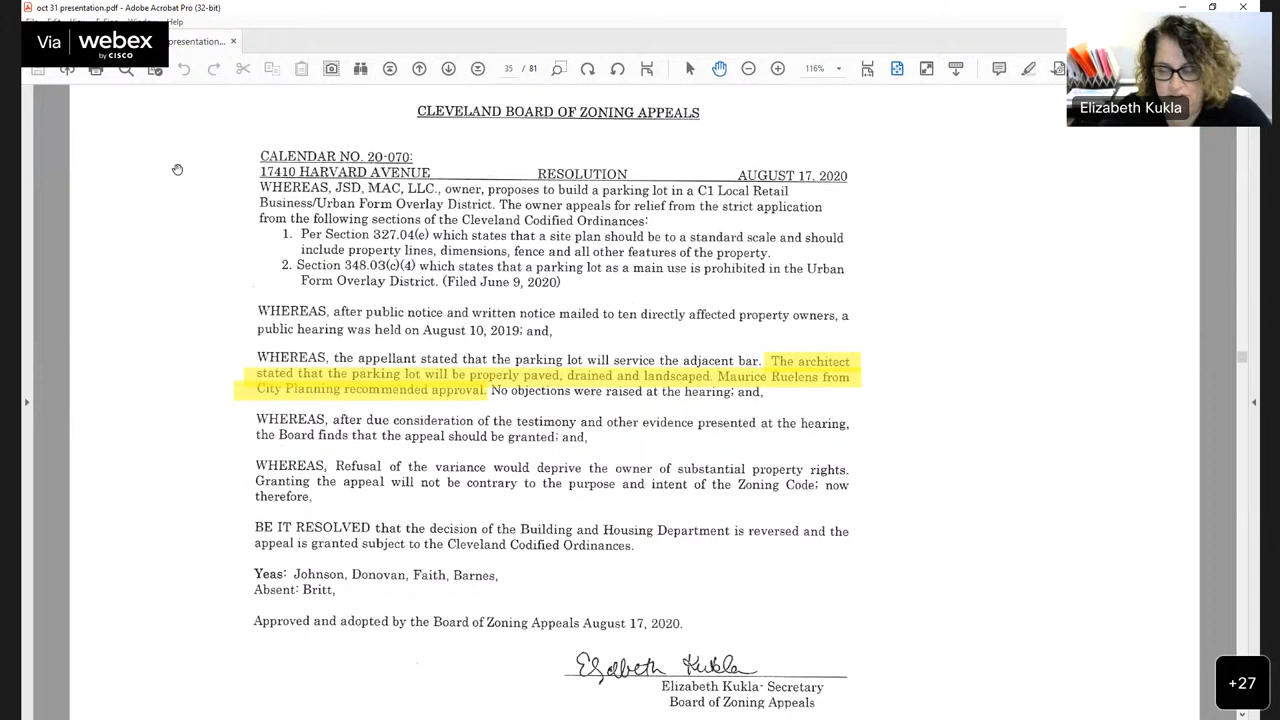 oct 31 presentation.pdf - Adobe Acrobat Pro (32-bit)
Help
Via webex
by CISCO
presentation... ×
35 / 81
116%
Elizabeth Kukla
CLEVELAND BOARD OF ZONING APPEALS
CALENDAR NO. 20-070:
17410 HARVARD AVENUE RESOLUTION AUGUST 17, 2020
WHEREAS, JSD, MAC, LLC., owner, proposes to build a parking lot in a C1 Local Retail
Business/Urban Form Overlay District. The owner appeals for relief from the strict application
from the following sections of the Cleveland Codified Ordinances:
1. Per Section 327.04(e) which states that a site plan should be to a standard scale and should
include property lines, dimensions, fence and all other features of the property.
2. Section 348.03(c)(4) which states that a parking lot as a main use is prohibited in the Urban
Form Overlay District. (Filed June 9, 2020)
WHEREAS, after public notice and written notice mailed to ten directly affected property owners, a
public hearing was held on August 10, 2019; and,
WHEREAS, the appellant stated that the parking lot will service the adjacent bar. The architect
stated that the parking lot will be properly paved, drained and landscaped. Maurice Ruelens from
City Planning recommended approval. No objections were raised at the hearing; and,
WHEREAS, after due consideration of the testimony and other evidence presented at the hearing,
the Board finds that the appeal should be granted; and,
WHEREAS, Refusal of the variance would deprive the owner of substantial property rights.
Granting the appeal will not be contrary to the purpose and intent of the Zoning Code; now
therefore,
BE IT RESOLVED that the decision of the Building and Housing Department is reversed and the
appeal is granted subject to the Cleveland Codified Ordinances.
Yeas: Johnson, Donovan, Faith, Barnes,
Absent: Britt,
Approved and adopted by the Board of Zoning Appeals August 17, 2020.
Elizabeth Kukla
Elizabeth Kukla- Secretary
Board of Zoning Appeals
+27